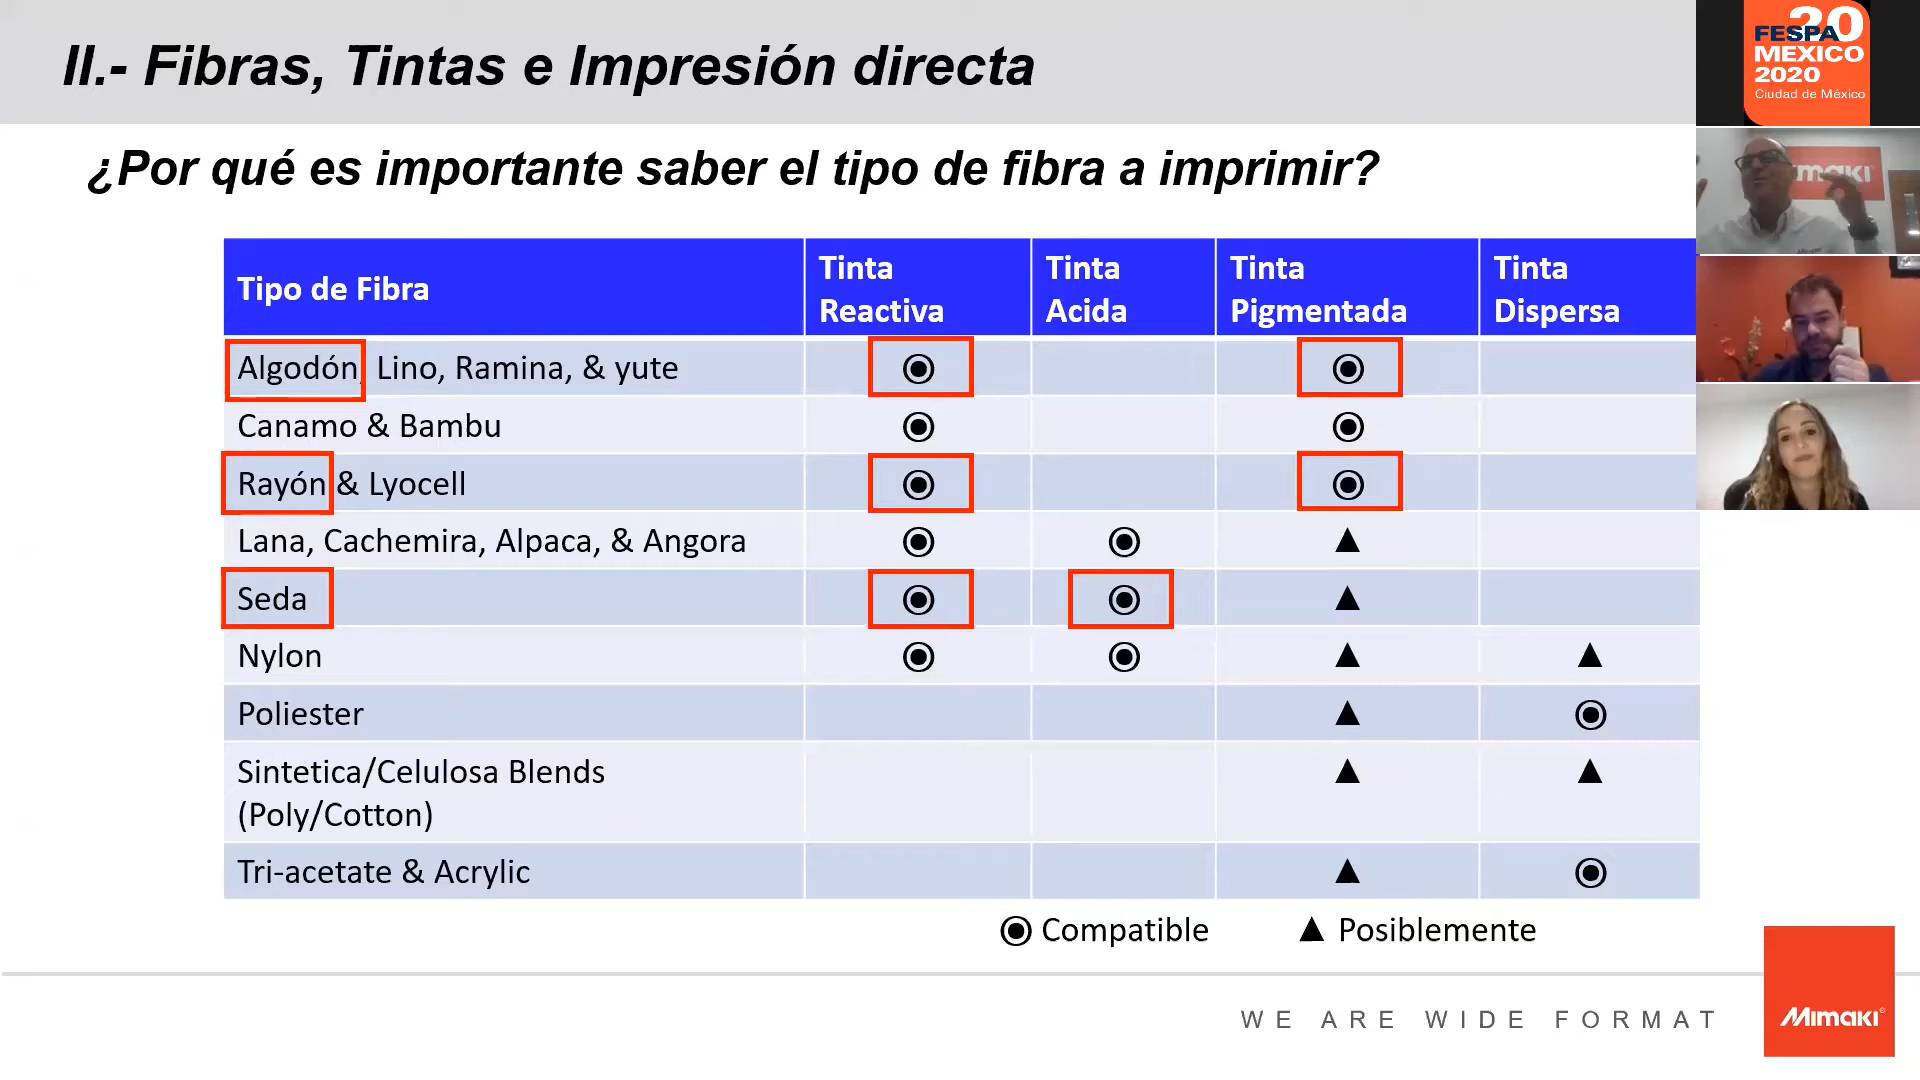 II.- Fibras, Tintas e Impresión directa
¿Por qué es importante saber el tipo de fibra a imprimir?
Tipo de Fibra
Tinta Reactiva
Tinta Acida
Tinta Pigmentada
Tinta Dispersa
Algodón, Lino, Ramina, & yute
Canamo & Bambu
Rayón & Lyocell
Lana, Cachemira, Alpaca, & Angora
Seda
Nylon
Poliester
Sintetica/Celulosa Blends
(Poly/Cotton)
Tri-acetate & Acrylic
Compatible
Posiblemente
WE ARE WIDE FORMAT
Mimaki
20
FESPA
MEXICO
2020
Ciudad de México